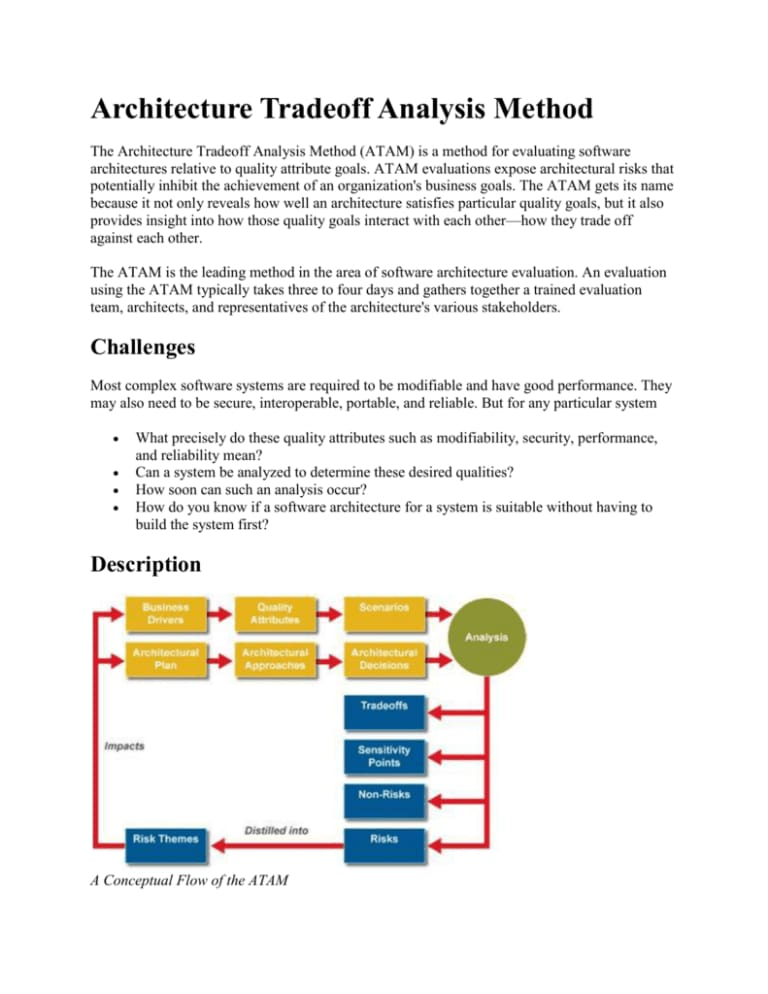 Architecture Tradeoff Analysis Method
The Architecture Tradeoff Analysis Method (ATAM) is a method for evaluating software
architectures relative to quality attribute goals. ATAM evaluations expose architectural risks that
potentially inhibit the achievement of an organization's business goals. The ATAM gets its name
because it not only reveals how well an architecture satisfies particular quality goals, but it also
provides insight into how those quality goals interact with each other—how they trade off
against each other.
The ATAM is the leading method in the area of software architecture evaluation. An evaluation
using the ATAM typically takes three to four days and gathers together a trained evaluation
team, architects, and representatives of the architecture's various stakeholders.
Challenges
Most complex software systems are required to be modifiable and have good performance. They
may also need to be secure, interoperable, portable, and reliable. But for any particular system
• What precisely do these quality attributes such as modifiability, security, performance,
and reliability mean?
• Can a system be analyzed to determine these desired qualities?
• How soon can such an analysis occur?
• How do you know if a software architecture for a system is suitable without having to
build the system first?
Description
Business
Drivers
Quality
Attributes
Scenarios
Analysis
Architectural
Plan
Architectural
Approaches
Architectural
Decisions
Tradeoffs
Impacts
Sensitivity
Points
Non-Risks
Distilled into
Risk Themes
Risks
A Conceptual Flow of the ATAM